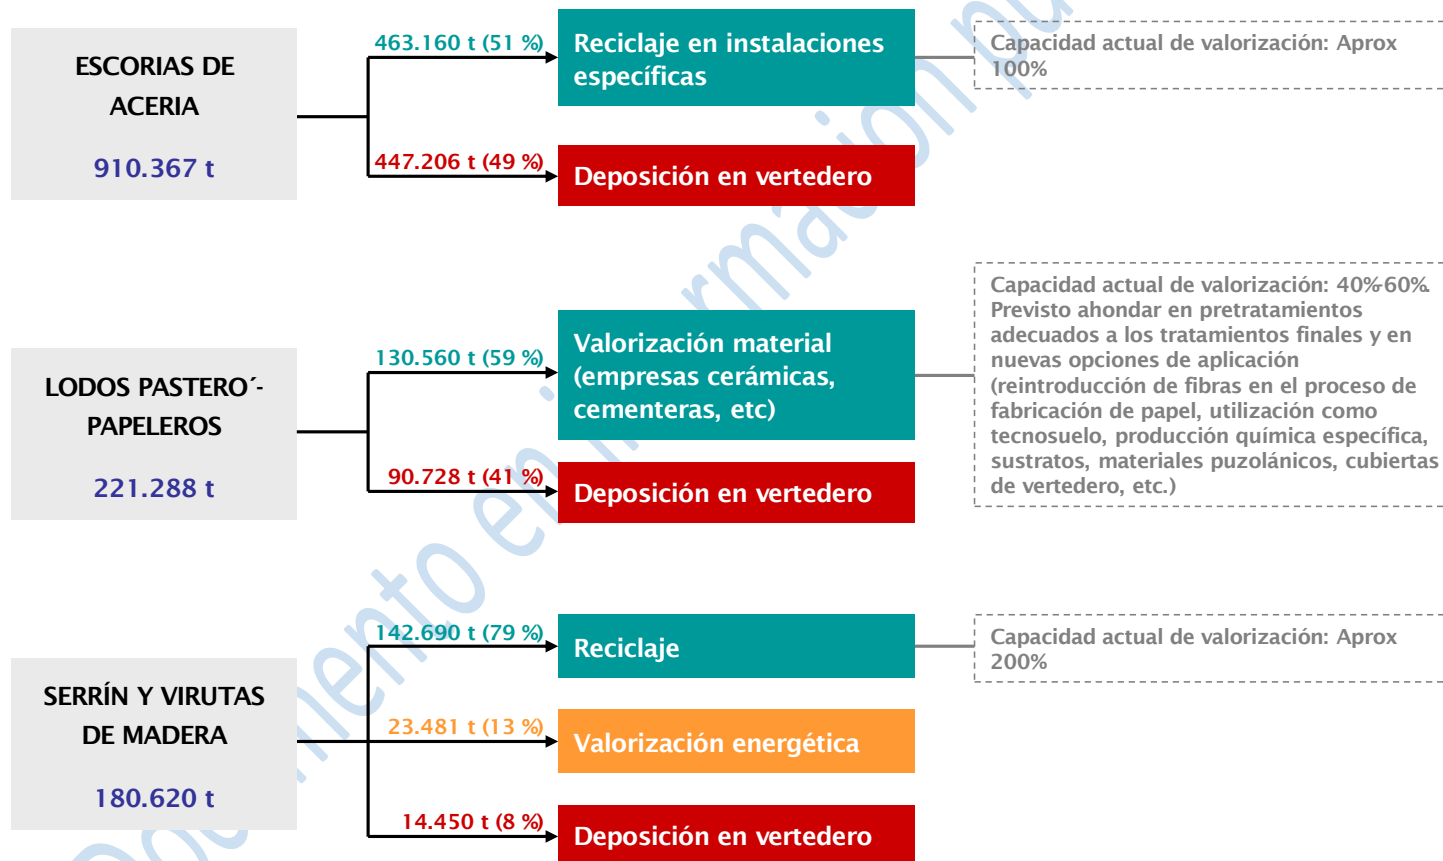 ESCORIAS DE
ACERIA
910.367 t
463.160 t (51 %)
Reciclaje en instalaciones
específicas
Capacidad actual de valorización: Aprox
100%
447.206 t (49 %)
Deposición en vertedero
LODOS PASTERO´-
PAPELEROS
221.288 t
130.560 t (59 %)
Valorización material
(empresas cerámicas,
cementeras, etc)
Capacidad actual de valorización: 40%-60%.
Previsto ahondar en pretratamientos
adecuados a los tratamientos finales y en
nuevas opciones de aplicación
(reintroducción de fibras en el proceso de
fabricación de papel, utilización como
tecnosuelo, producción química específica,
sustratos, materiales puzolánicos, cubiertas
de vertedero, etc.)
90.728 t (41 %)
Deposición en vertedero
SERRÍN Y VIRUTAS
DE MADERA
180.620 t
142.690 t (79 %)
Reciclaje
Capacidad actual de valorización: Aprox
200%
23.481 t (13 %)
Valorización energética
14.450 t (8 %)
Deposición en vertedero
Documento en información